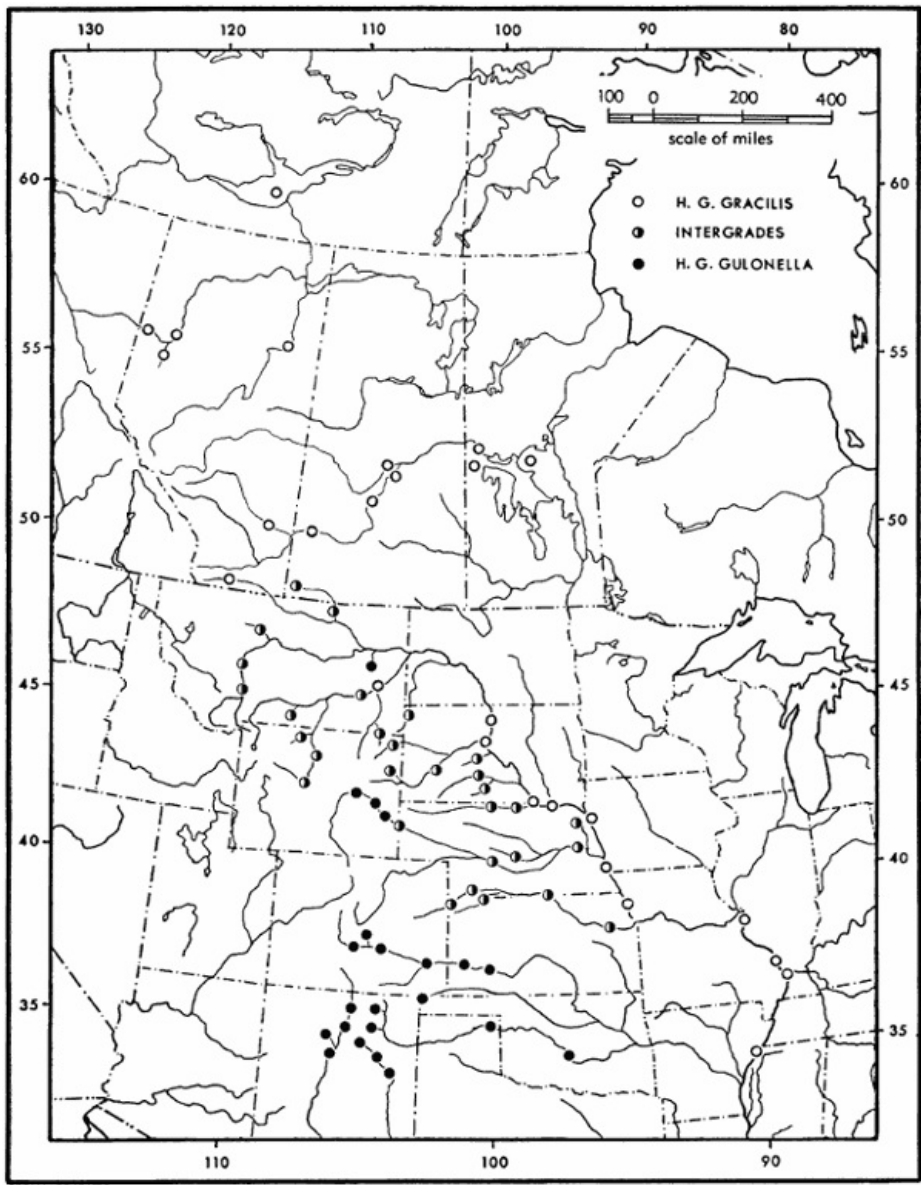 130 120 110 100 90 80
100 0 200 400
scale of miles
60 60
H. G. GRACILIS
INTERGRADES
H. G. GULONELLA
55 55
50 50
45 45
40 40
35 35
110 100 90